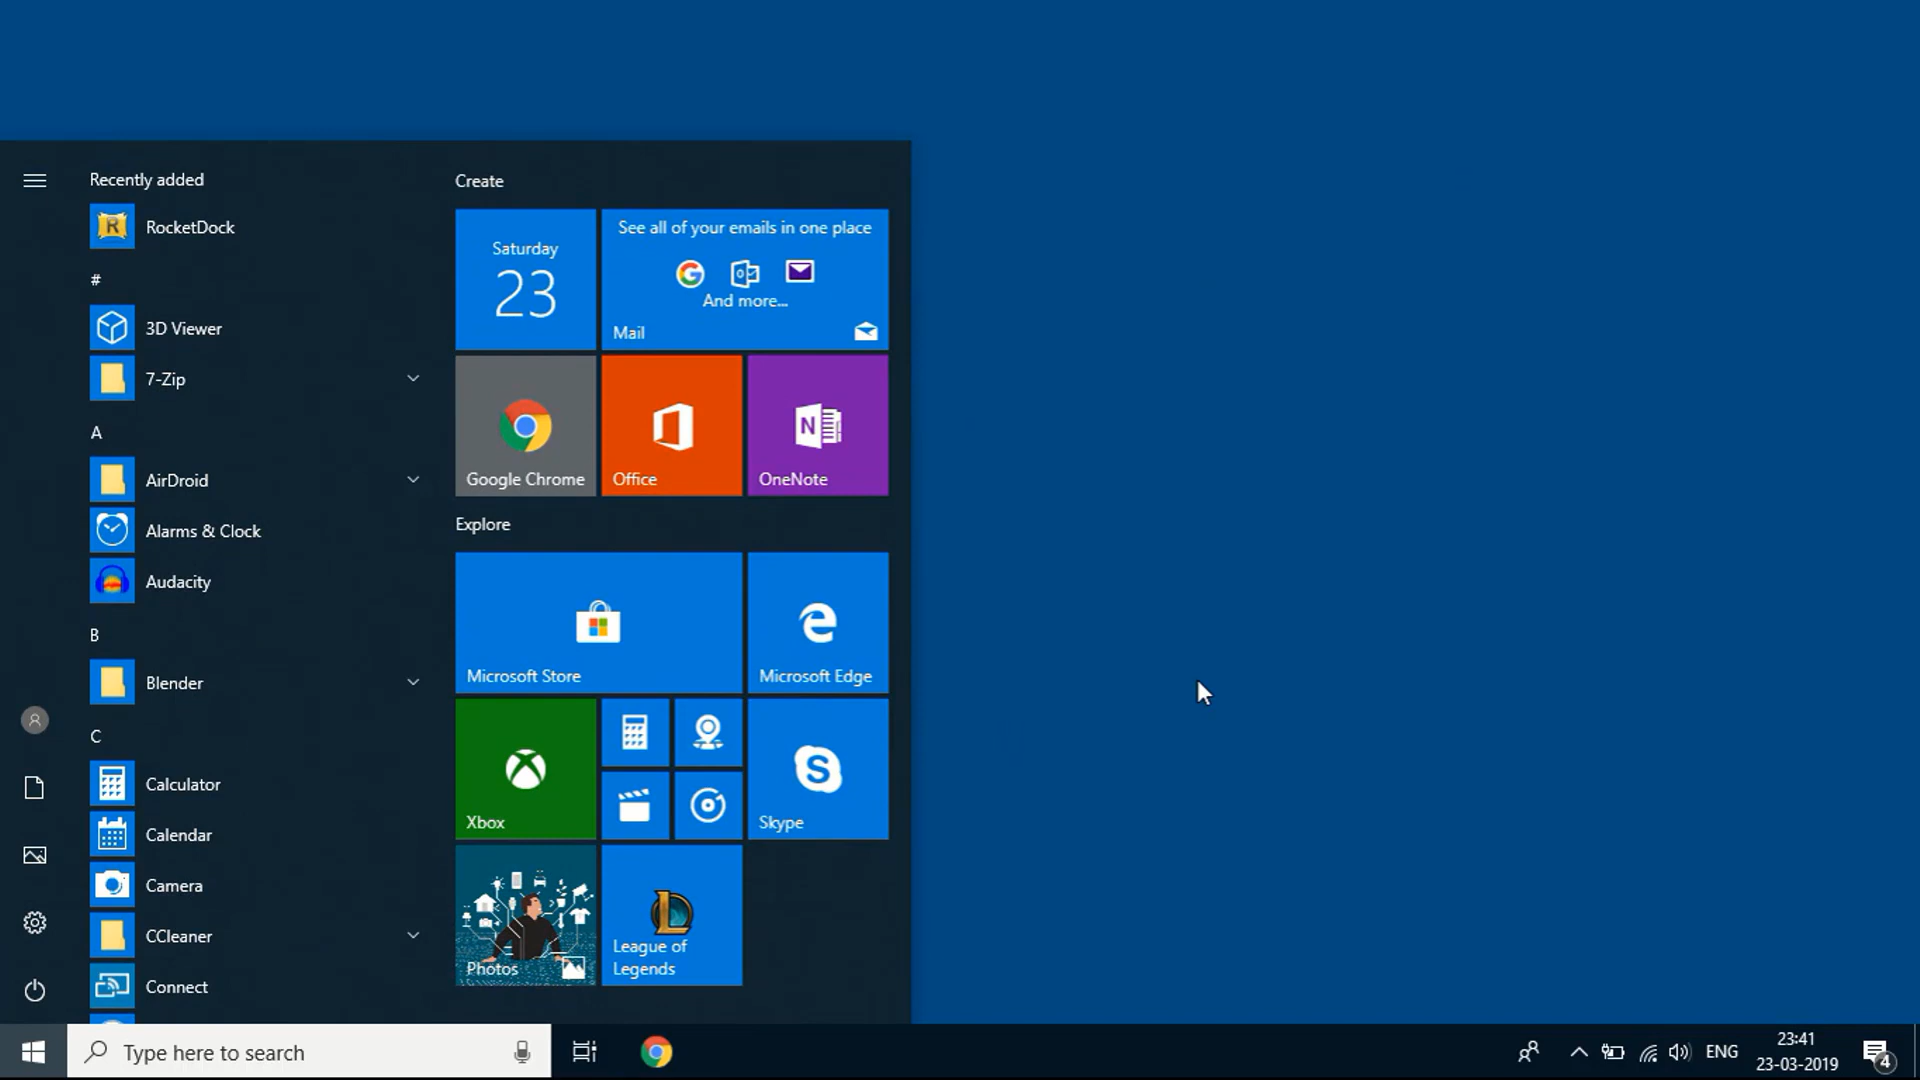 Recently added
RocketDock
#
3D Viewer
7-Zip
A
AirDroid
Alarms & Clock
Audacity
B
Blender
C
Calculator
Calendar
Camera
CCleaner
Connect
Create
Saturday
23
See all of your emails in one place
And more...
Mail
Google Chrome
Office
N
OneNote
Explore
Microsoft Store
Microsoft Edge
Xbox
Skype
Photos
League of
Legends
Type here to search
ENG
23:41
23-03-2019
4